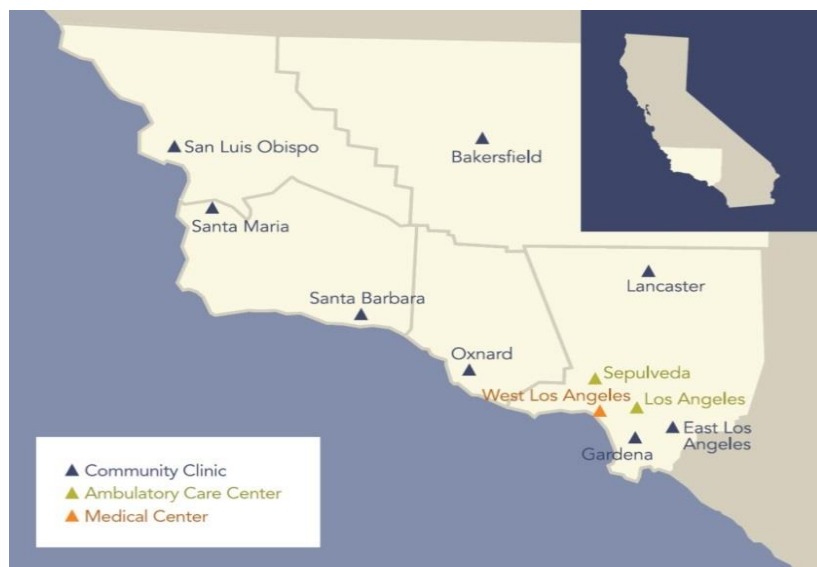 San Luis Obispo
Bakersfield
Santa Maria
Lancaster
Santa Barbara
Oxnard
Sepulveda
West Los Angeles
Los Angeles
East Los
Angeles
Gardena
Community Clinic
Ambulatory Care Center
Medical Center